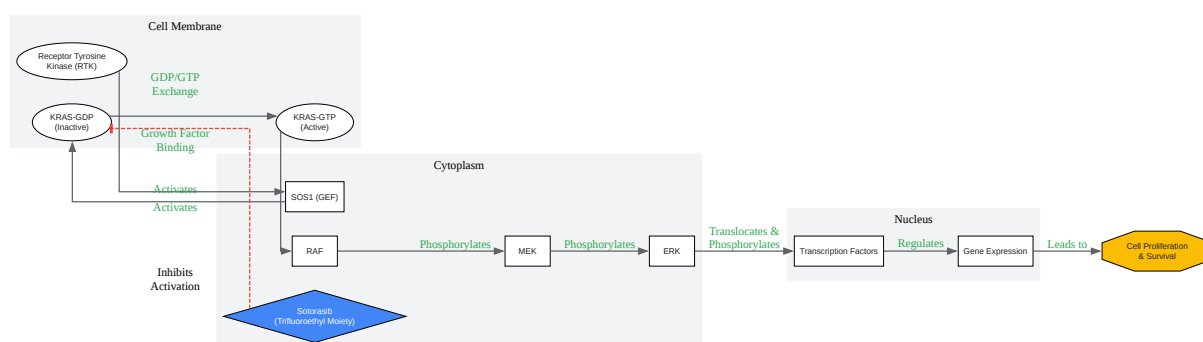 Cell Membrane
Receptor Tyrosine
Kinase (RTK)
GDP/GTP
Exchange
KRAS-GDP
(Inactive)
KRAS-GTP
(Active)
Growth Factor
Binding
Cytoplasm
Activates
SOS1 (GEF)
Activates
Nucleus
RAF
Phosphorylates
MEK
Phosphorylates
ERK
Translocates &
Phosphorylates
Transcription Factors
Regulates
Gene Expression
Leads to
Cell Proliferation
& Survival
Inhibits
Activation
Sotorasib
(Trifluoroethyl Moiety)